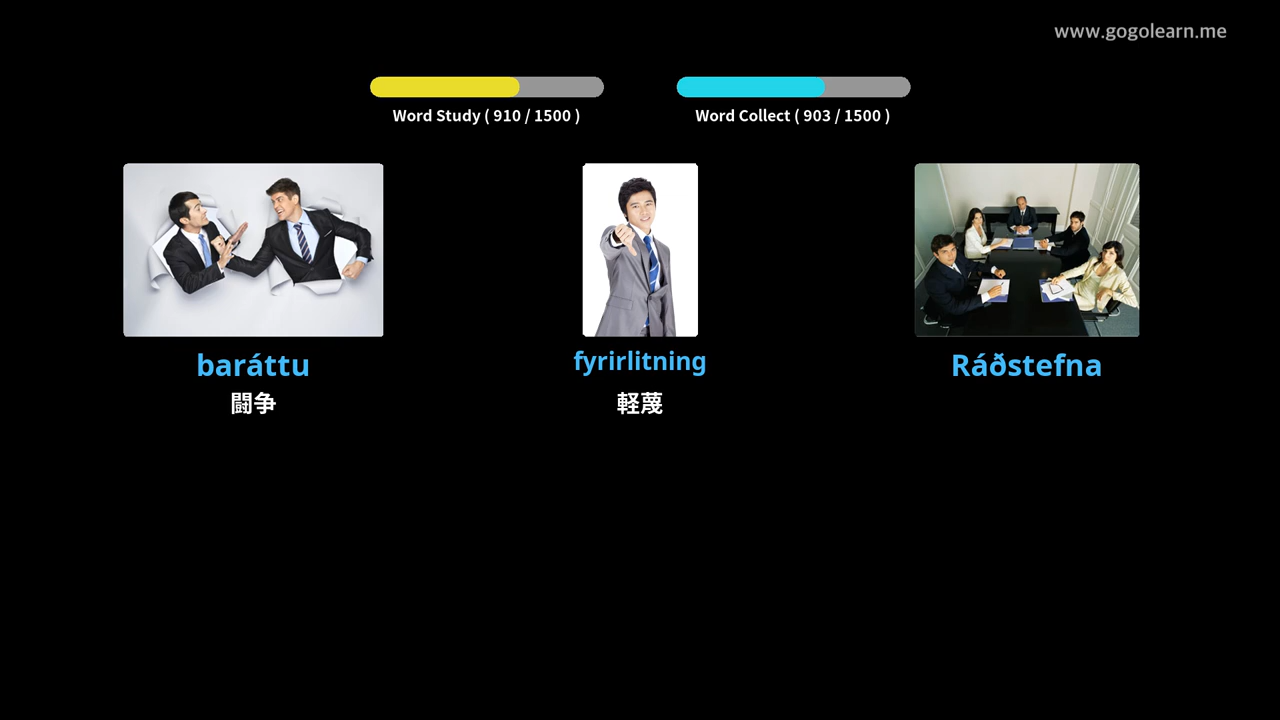 www.gogolearn.me
Word Study ( 910 / 1500 )
Word Collect ( 903 / 1500 )
baráttu
闘争
fyrirlitning
軽蔑
Ráðstefna